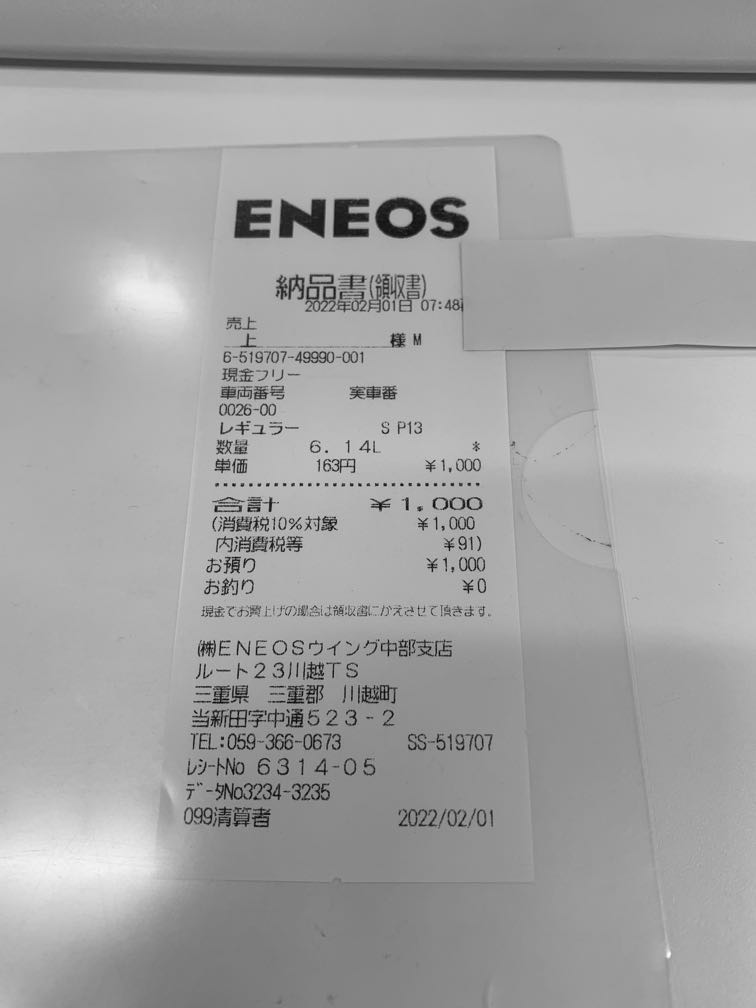 ENEOS
納品書(領収書)
2022年02月01日 07:48
売上
上 様 M
6-519707-49990-001
現金フリー
車両番号 実車番
0026-00
レギュラー S P13
数量 6.14L *
単価 163円 ¥1,000
合計 ¥1,000
(消費税10%対象 ¥1,000
内消費税等 ¥91)
お預り ¥1,000
お釣り ¥0
現金でお買上げの場合は領収書にかえさせて頂きます。
㈱ENEOSウイング中部支店
ルート23川越TS
三重県 三重郡 川越町
当新田字中通523-2
TEL:059-366-0673 SS-519707
レシートNo 6314-05
データNo3234-3235
099清算者 2022/02/01